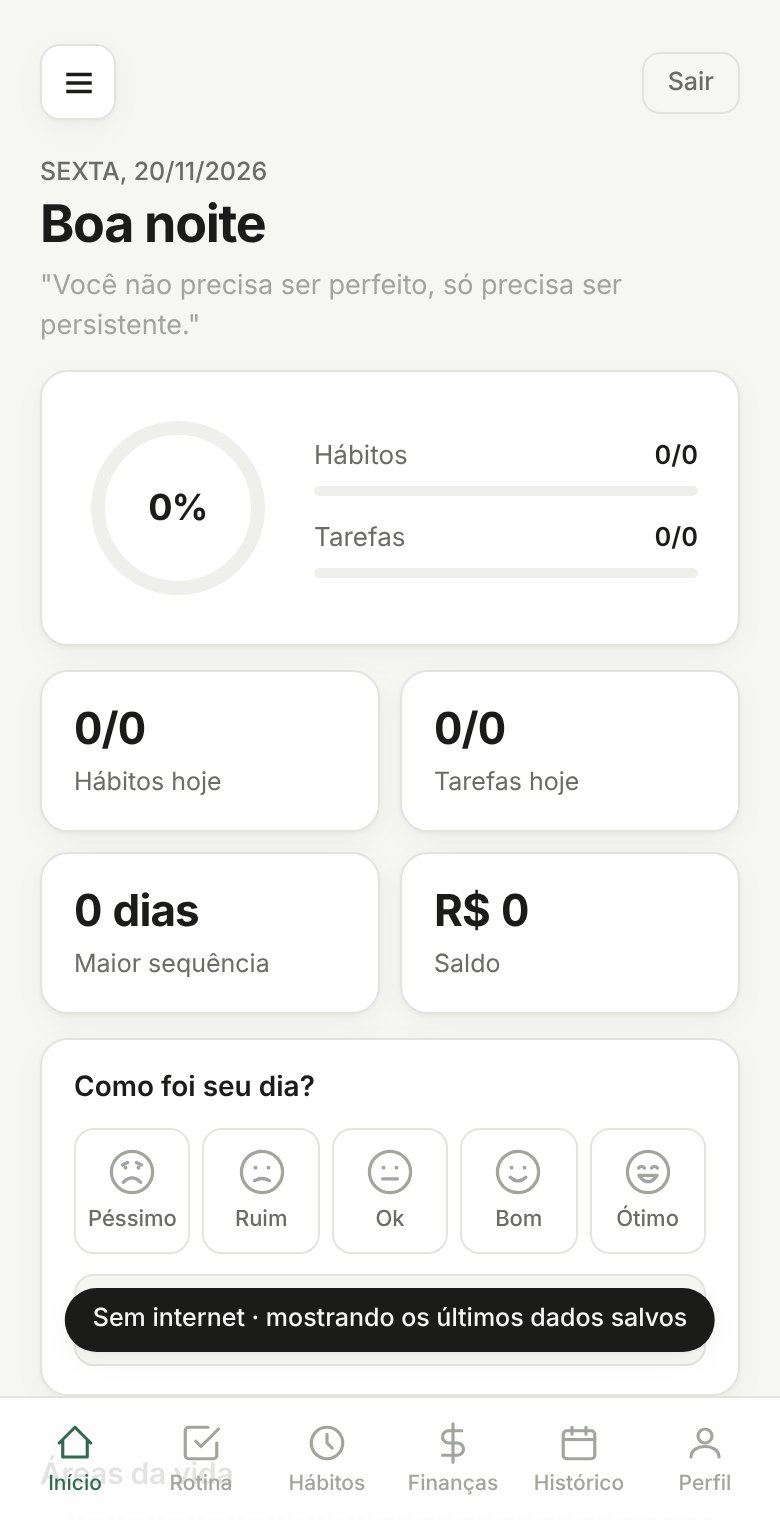 Sair
SEXTA, 20/11/2026
Boa noite
"Você não precisa ser perfeito, só precisa ser
persistente."
0%
Hábitos 0/0
Tarefas 0/0
0/0
Hábitos hoje
0/0
Tarefas hoje
0 dias
Maior sequência
R$ 0
Saldo
Como foi seu dia?
Péssimo
Ruim
Ok
Bom
Ótimo
Sem internet · mostrando os últimos dados salvos
Áreas da vida
Início
Rotina
Hábitos
Finanças
Histórico
Perfil